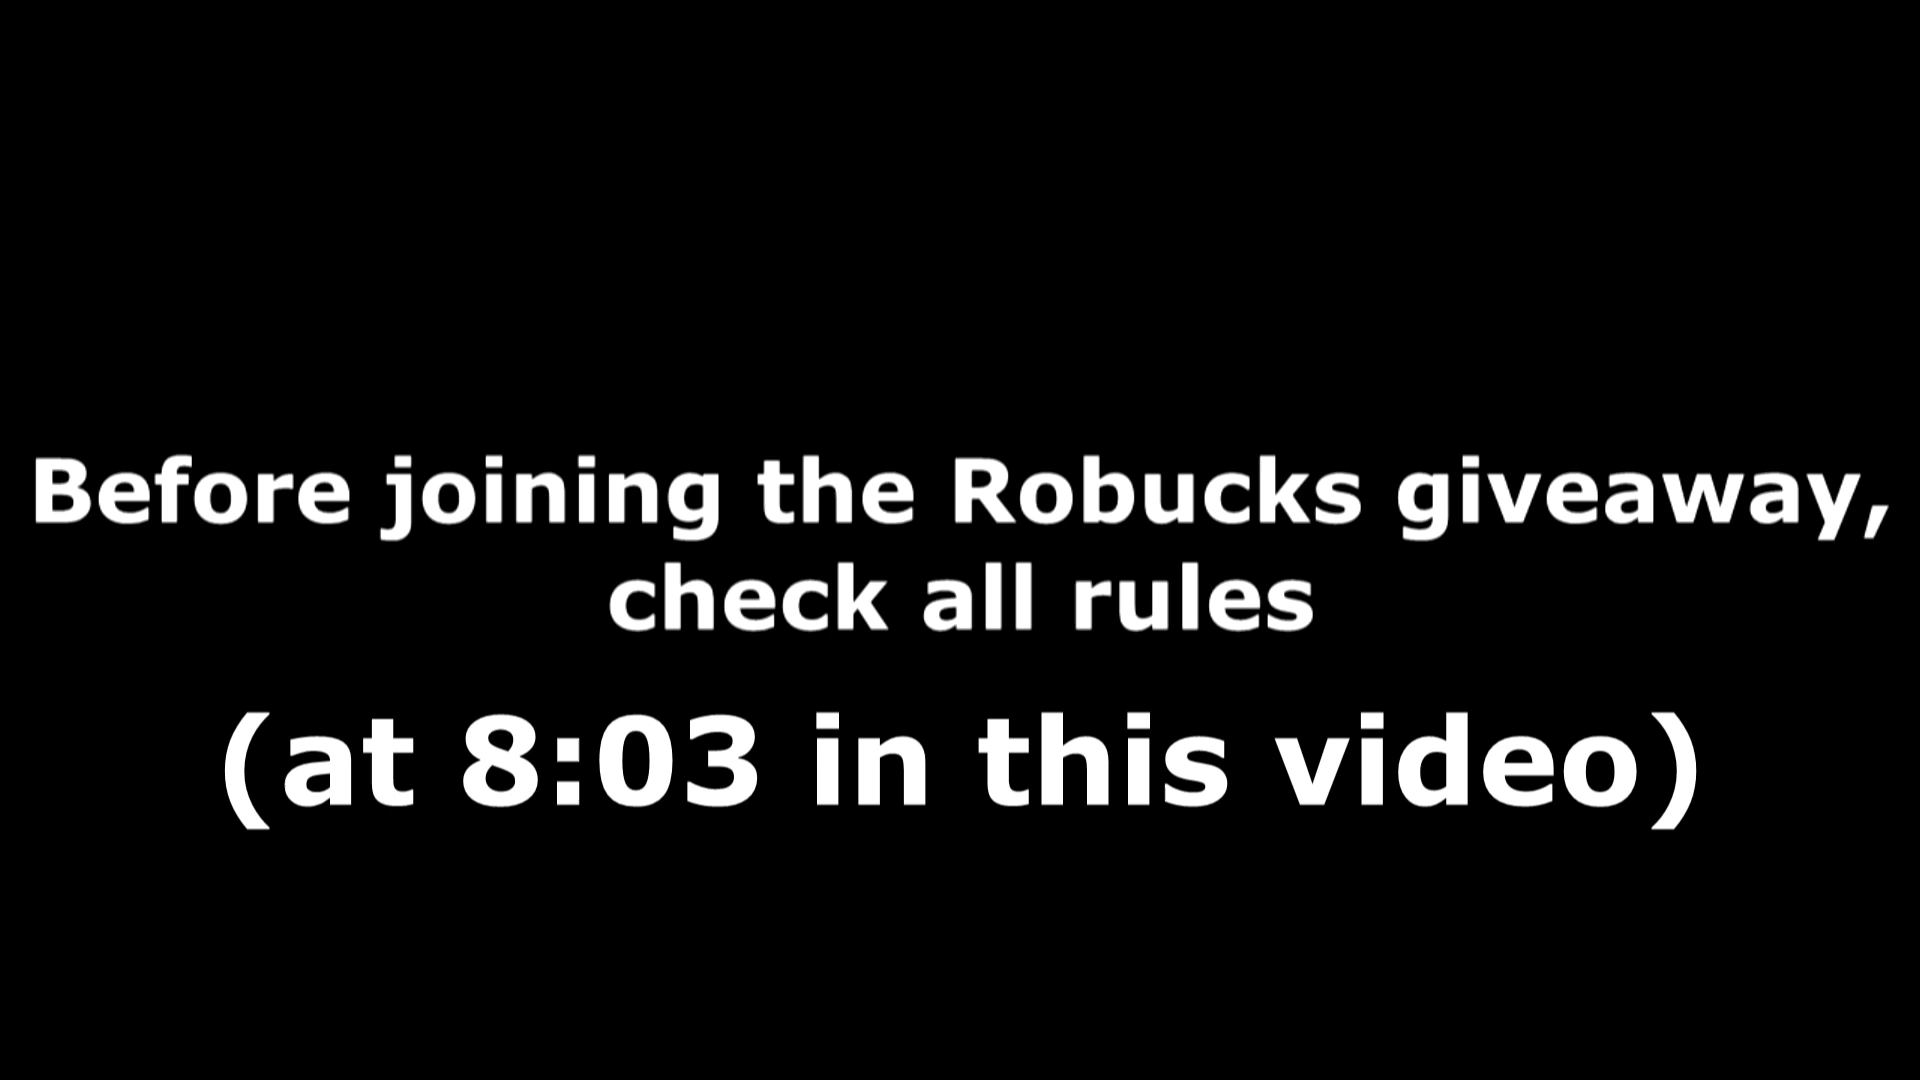 Before joining the Robucks giveaway,
check all rules
(at 8:03 in this video)